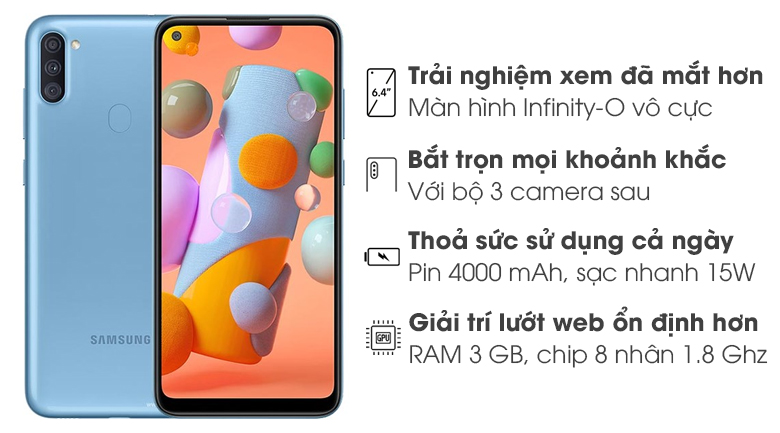 SAMSUNG
6.4"
Trải nghiệm xem đã mắt hơn
Màn hình Infinity-O vô cực
Bắt trọn mọi khoảnh khắc
Với bộ 3 camera sau
Thoả sức sử dụng cả ngày
Pin 4000 mAh, sạc nhanh 15W
GPU
Giải trí lướt web ổn định hơn
RAM 3 GB, chip 8 nhân 1.8 Ghz